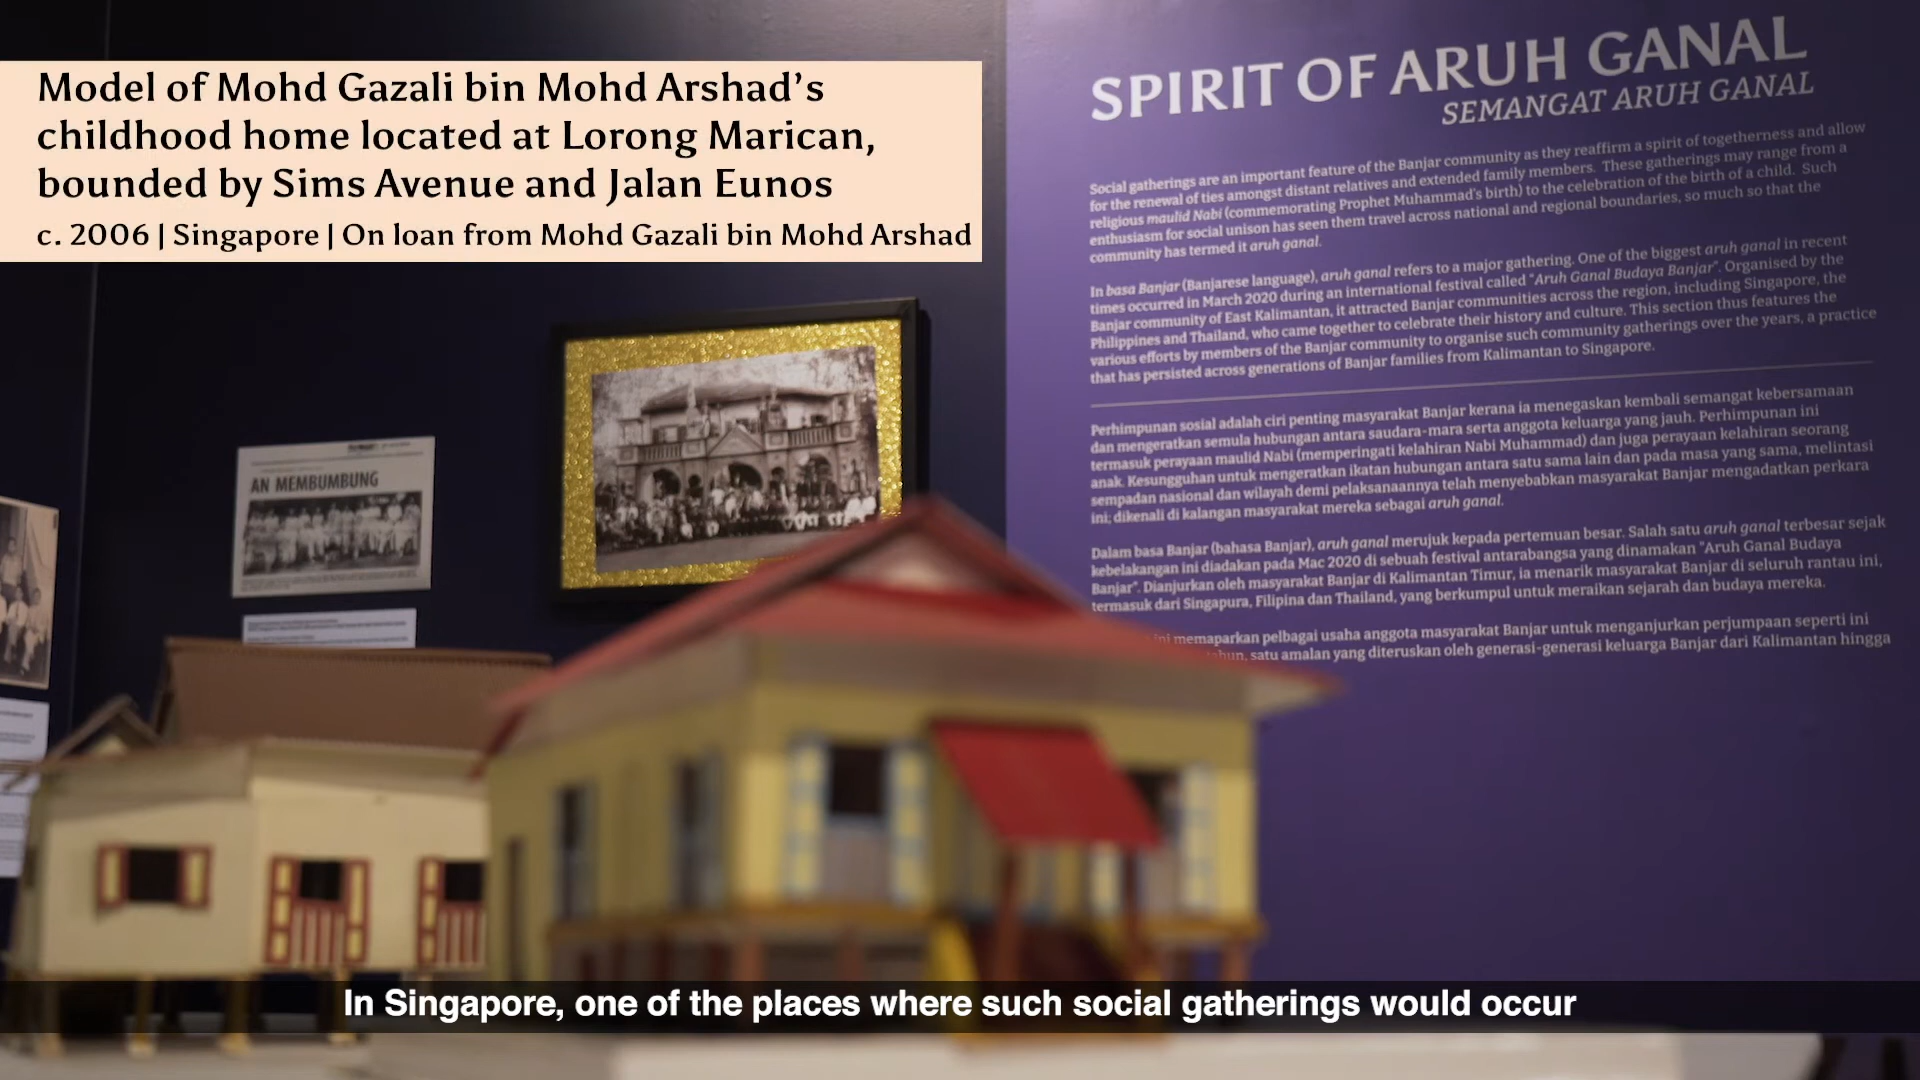 Model of Mohd Gazali bin Mohd Arshad’s
childhood home located at Lorong Marican,
bounded by Sims Avenue and Jalan Eunos
c. 2006 | Singapore | On loan from Mohd Gazali bin Mohd Arshad
SPIRIT OF ARUH GANAL
SEMANGAT ARUH GANAL
Social gatherings are an important feature of the Banjar community as they reaffirm a spirit of togetherness and allow
for the renewal of ties amongst distant relatives and extended family members. These gatherings may range from a
religious maulid Nabi (commemorating Prophet Muhammad's birth) to the celebration of the birth of a child. Such
enthusiasm for social unison has seen them travel across national and regional boundaries, so much so that the
community has termed it aruh ganal.
In basa Banjar (Banjarese language), aruh ganal refers to a major gathering. One of the biggest aruh ganal in recent
times occurred in March 2020 during an international festival called "Aruh Ganal Budaya Banjar". Organised by the
Banjar community of East Kalimantan, it attracted Banjar communities across the region, including Singapore, the
Philippines and Thailand, who came together to celebrate their history and culture. This section thus features the
various efforts by members of the Banjar community to organise such community gatherings over the years, a practice
that has persisted across generations of Banjar families from Kalimantan to Singapore.
Perhimpunan sosial adalah ciri penting masyarakat Banjar kerana ia menegaskan kembali semangat kebersamaan
dan mengeratkan semula hubungan antara saudara-mara serta anggota keluarga yang jauh. Perhimpunan ini
termasuk perayaan maulid Nabi (memperingati kelahiran Nabi Muhammad) dan juga perayaan kelahiran seorang
anak. Kesungguhan untuk mengeratkan ikatan hubungan antara satu sama lain dan pada masa yang sama, melintasi
sempadan nasional dan wilayah demi pelaksanaannya telah menyebabkan masyarakat Banjar mengadatkan perkara
ini; dikenali di kalangan masyarakat mereka sebagai aruh ganal.
Dalam basa Banjar (bahasa Banjar), aruh ganal merujuk kepada pertemuan besar. Salah satu aruh ganal terbesar sejak
kebelakangan ini diadakan pada Mac 2020 di sebuah festival antarabangsa yang dinamakan "Aruh Ganal Budaya
Banjar". Dianjurkan oleh masyarakat Banjar di Kalimantan Timur, ia menarik masyarakat Banjar di seluruh rantau ini,
termasuk dari Singapura, Filipina dan Thailand, yang berkumpul untuk meraikan sejarah dan budaya mereka.
ini memaparkan pelbagai usaha anggota masyarakat Banjar untuk menganjurkan perjumpaan seperti ini
tahun, satu amalan yang diteruskan oleh generasi-generasi keluarga Banjar dari Kalimantan hingga
AN MEMBUMBUNG
In Singapore, one of the places where such social gatherings would occur